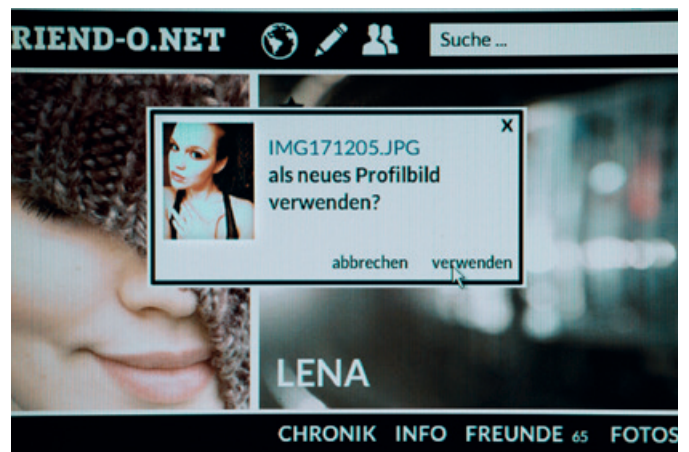 RIEND-O.NET
Suche ...
X
IMG171205.JPG
als neues Profilbild
verwenden?
abbrechen verwenden
LENA
CHRONIK INFO FREUNDE 65 FOTOS